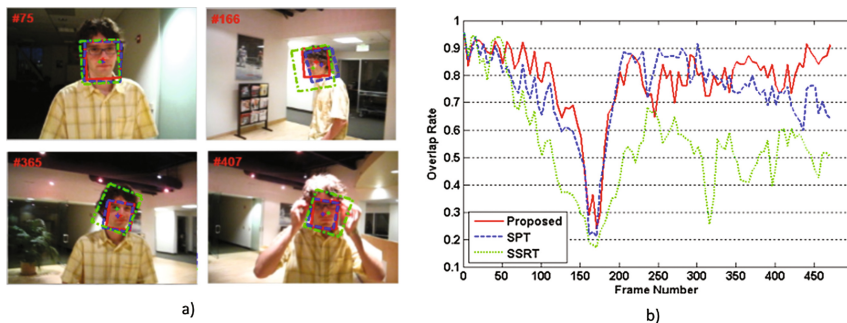 #75
#166
#365
#407
a)
1
0.9
0.8
0.7
0.6
0.5
0.4
0.3
0.2
0.1
Overlap Rate
Proposed
SPT
SSRT
0 50 100 150 200 250 300 350 400 450
Frame Number
b)